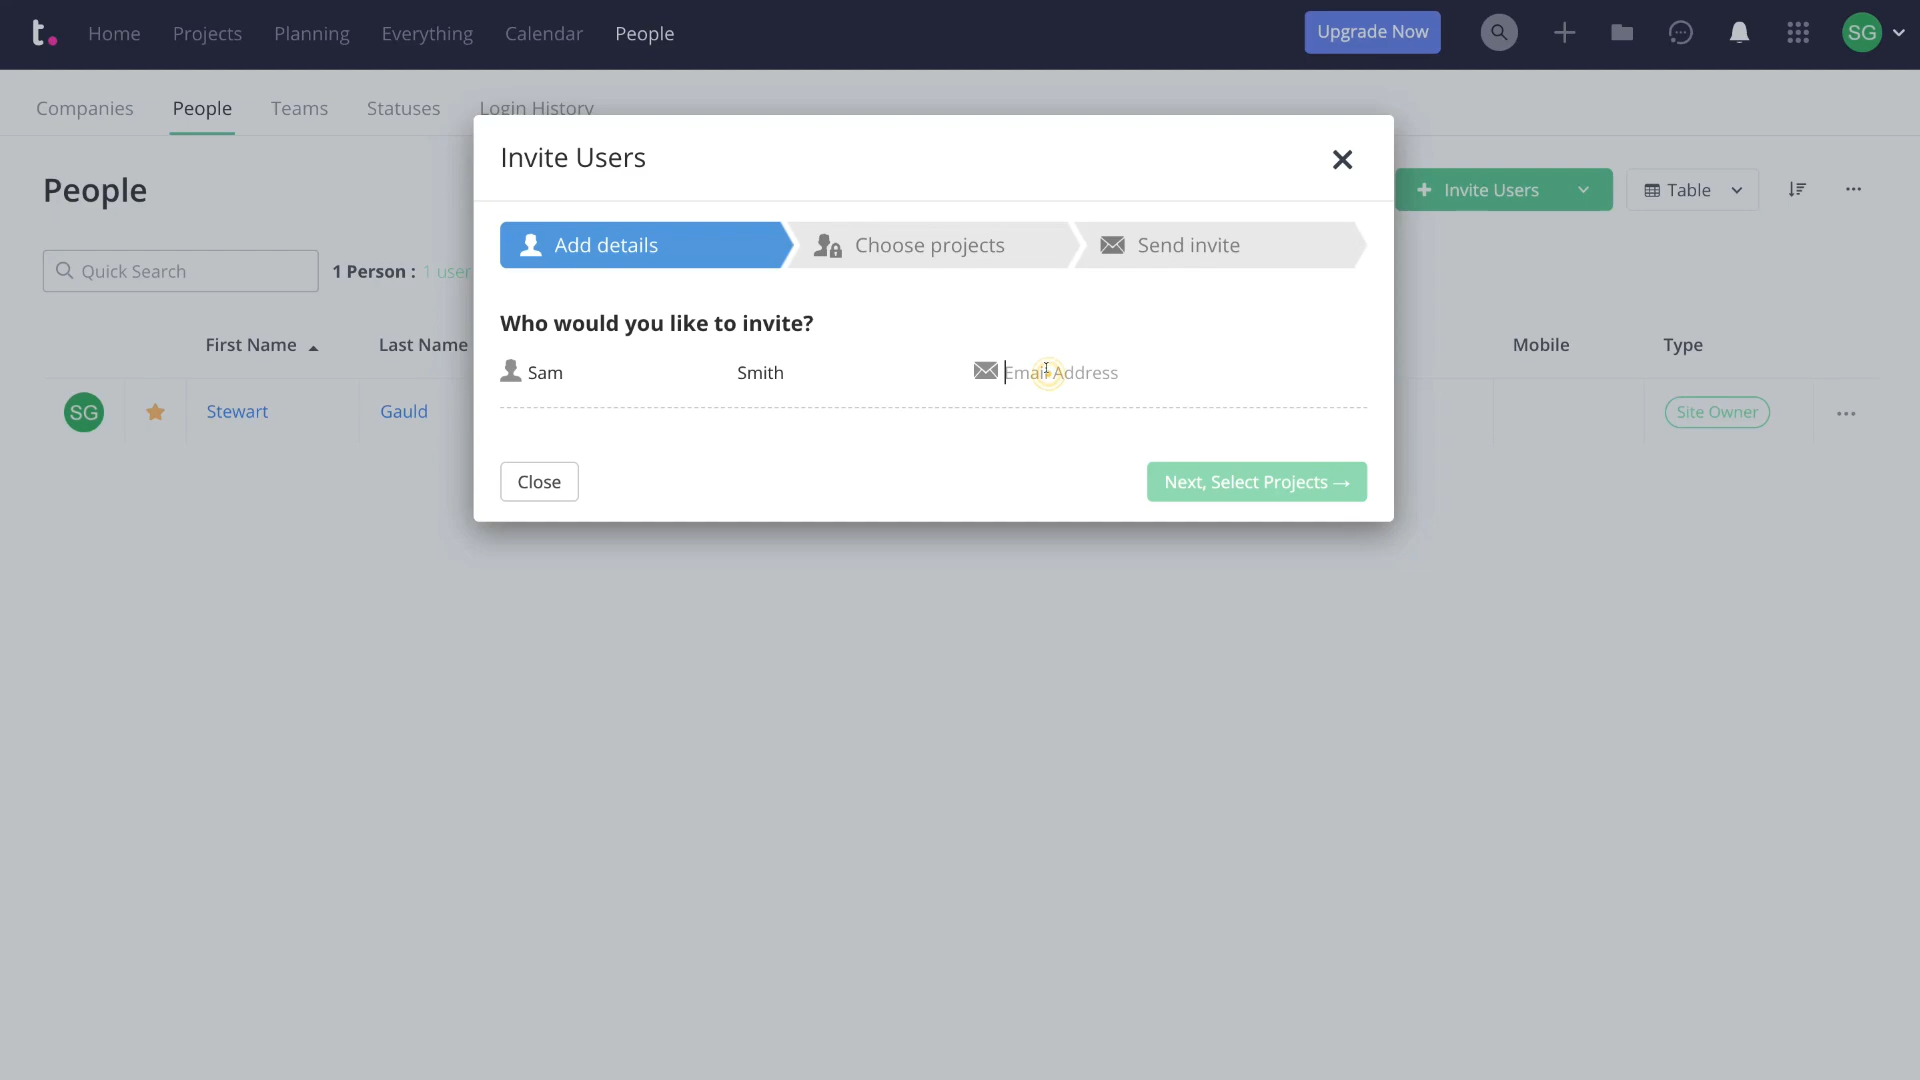 t.
Home
Projects
Planning
Everything
Calendar
People
Upgrade Now
SG
Companies
People
Teams
Statuses
Login History
Invite Users
People
Invite Users
Table
Add details
Choose projects
Send invite
Quick Search
1 Person :
1 user
Who would you like to invite?
First Name
Last Name
Mobile
Type
Sam
Smith
Email Address
SG
Stewart
Gauld
Site Owner
Close
Next, Select Projects →